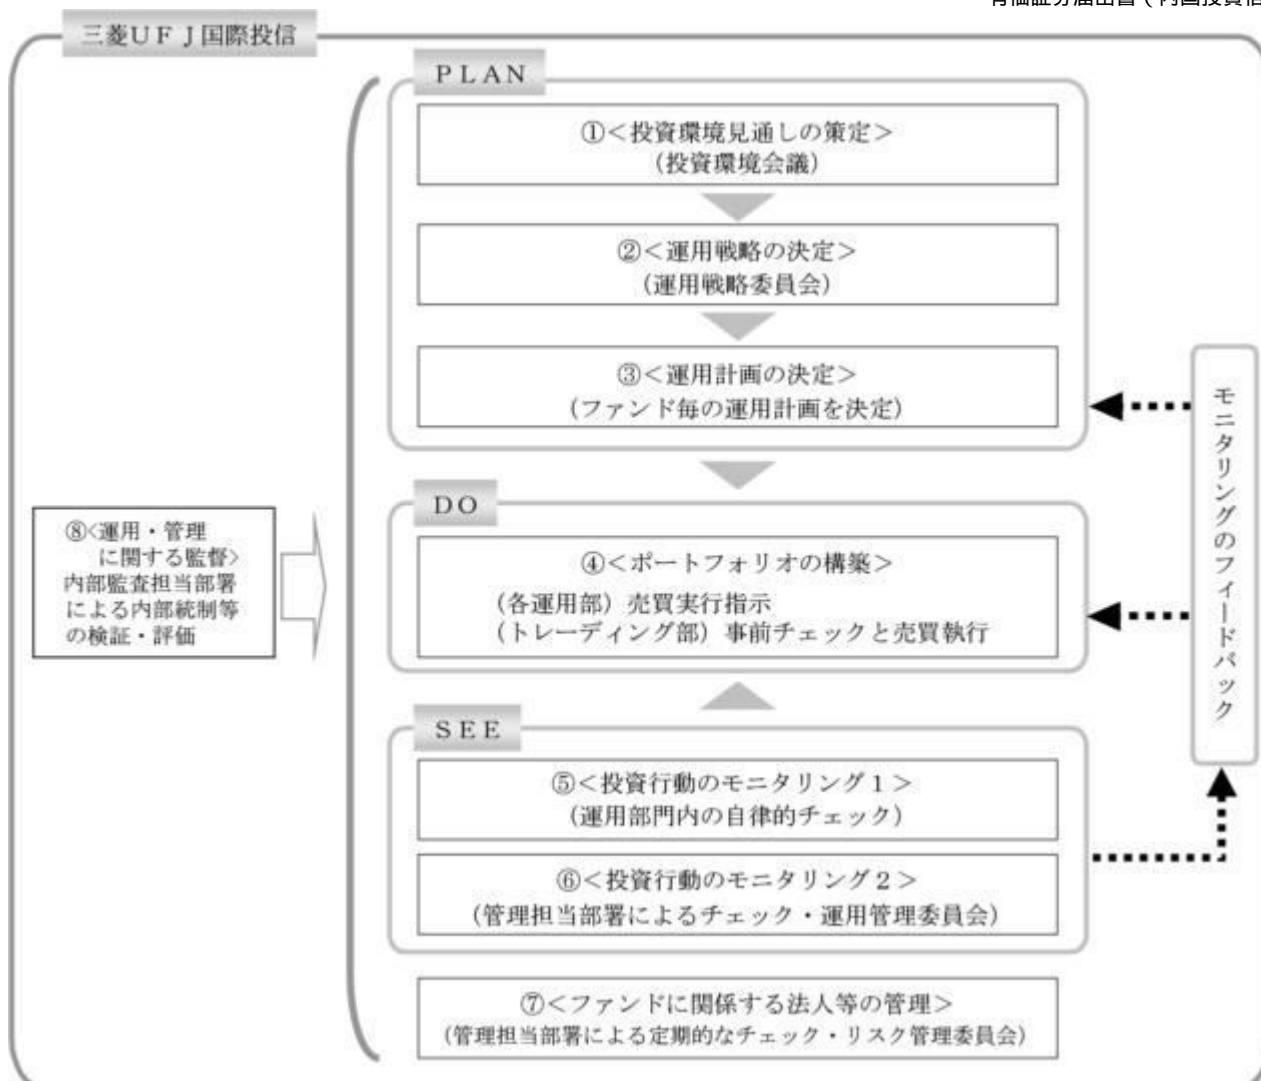 有価証券届出書(内国投資信
三菱UFJ国際投信
PLAN
①<投資環境見通しの策定>
(投資環境会議)
②<運用戦略の決定>
(運用戦略委員会)
③<運用計画の決定>
(ファンド毎の運用計画を決定)
DO
④<ポートフォリオの構築>
(各運用部)売買実行指示
(トレーディング部)事前チェックと売買執行
SEE
⑤<投資行動のモニタリング1>
(運用部門内の自律的チェック)
⑥<投資行動のモニタリング2>
(管理担当部署によるチェック・運用管理委員会)
⑦<ファンドに関係する法人等の管理>
(管理担当部署による定期的なチェック・リスク管理委員会)
⑧<運用・管理
に関する監督>
内部監査担当部署
による内部統制等
の検証・評価
モニタリングのフィードバック